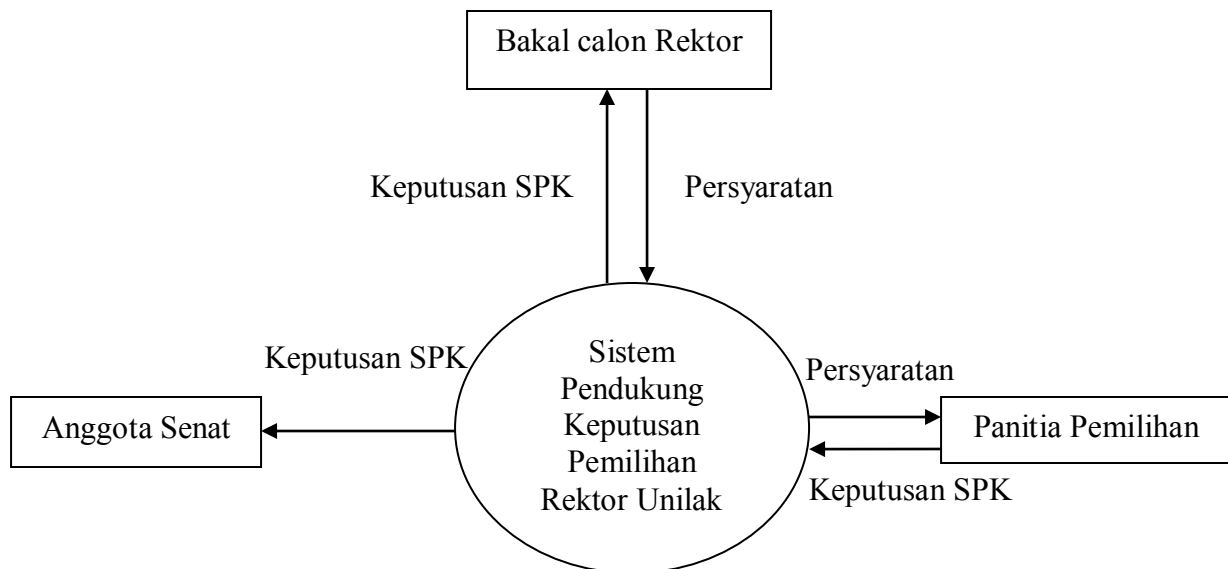 Bakal calon Rektor
Keputusan SPK
Persyaratan
Keputusan SPK
Sistem
Pendukung
Keputusan
Pemilihan
Rektor Unilak
Persyaratan
Anggota Senat
Panitia Pemilihan
Keputusan SPK